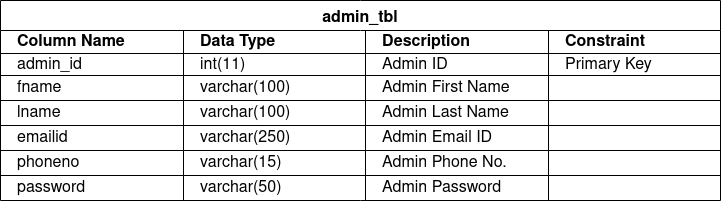 admin_tbl
Column Name Data Type Description Constraint
admin_id int(11) Admin ID Primary Key
fname varchar(100) Admin First Name
lname varchar(100) Admin Last Name
emailid varchar(250) Admin Email ID
phoneno varchar(15) Admin Phone No.
password varchar(50) Admin Password